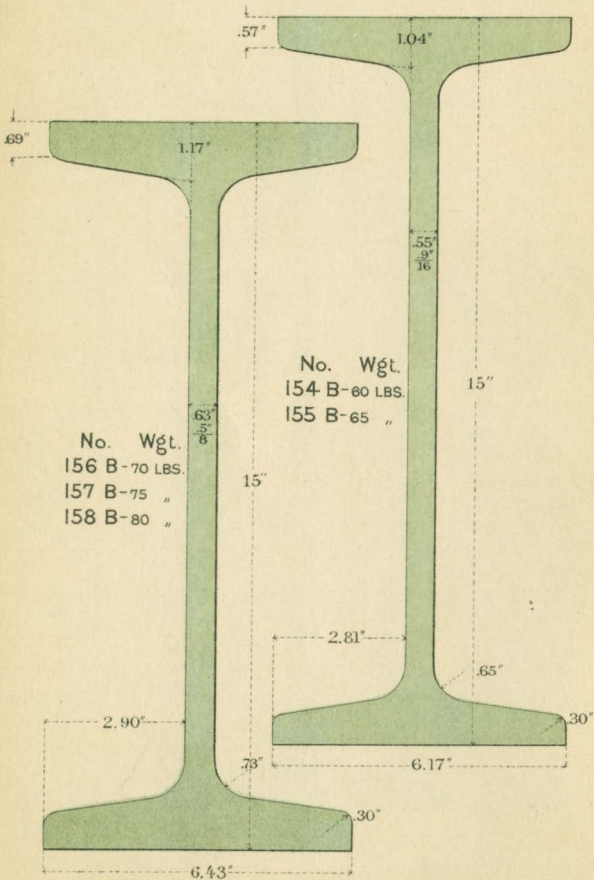 .57"
1.04"
.69"
1.17"
.55"
9"
16
No. Wgt.
154 B-60 LBS.
155 B-65 „
15"
.63"
5"
8
No. Wgt.
156 B-70 LBS.
157 B-75 „
158 B-80 „
15"
2.81"
.65"
2.90"
.30"
.73"
6.17"
.30"
6.43"